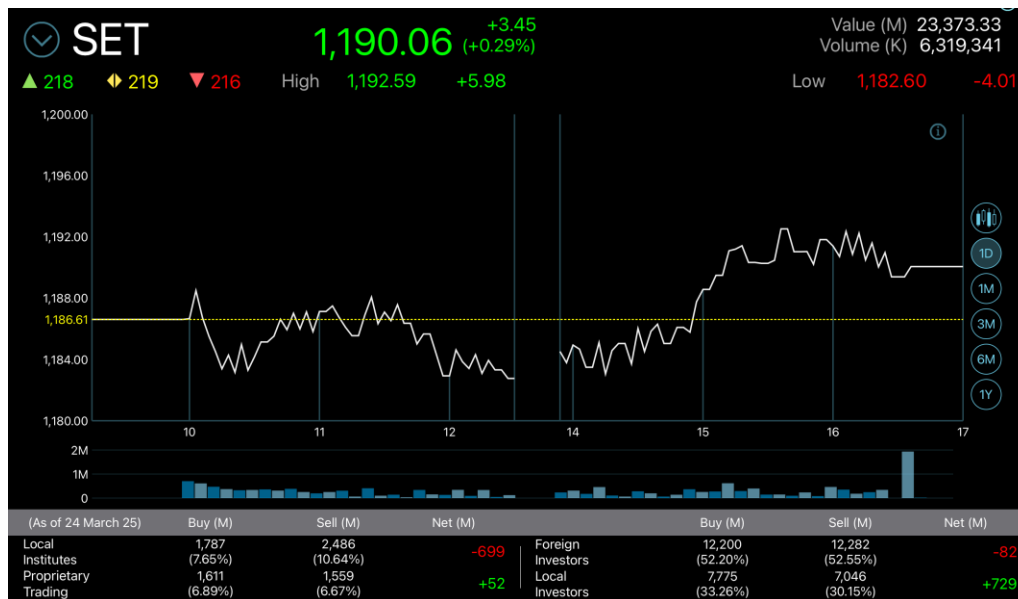 SET 1,190.06 +3.45 (+0.29%) Value (M) 23,373.33
Volume (K) 6,319,341
218 219 216 High 1,192.59 +5.98 Low 1,182.60 -4.01
1,200.00
1,196.00
1,192.00
1,188.00
1,186.61
1,184.00
1,180.00
10 11 12 14 15 16 17
1D
1M
3M
6M
1Y
2M
1M
0
(As of 24 March 25) Buy (M) Sell (M) Net (M) Buy (M) Sell (M) Net (M)
Local Institutes 1,787 (7.65%) 2,486 (10.64%) -699 Foreign Investors 12,200 (52.20%) 12,282 (52.55%) -82
Proprietary Trading 1,611 (6.89%) 1,559 (6.67%) +52 Local Investors 7,775 (33.26%) 7,046 (30.15%) +729